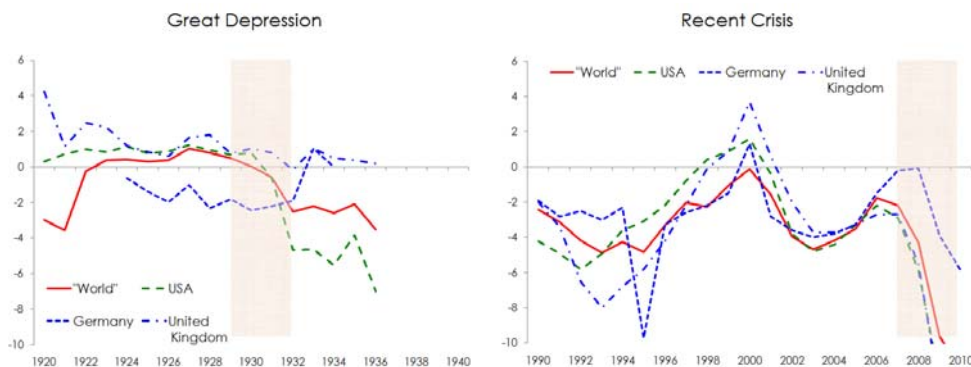 Great Depression
6
4
2
0
-2
-4
-6
-8
-10
"World" USA
Germany United Kingdom
1920 1922 1924 1926 1928 1930 1932 1934 1936 1938 1940
Recent Crisis
6
4
2
0
-2
-4
-6
-8
-10
"World" USA Germany United Kingdom
1990 1992 1994 1996 1998 2000 2002 2004 2006 2008 2010